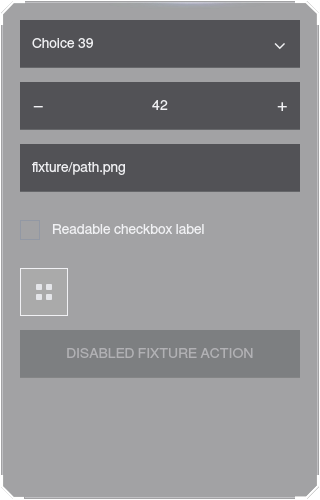 Choice 39
− 42 +
fixture/path.png
Readable checkbox label
DISABLED FIXTURE ACTION